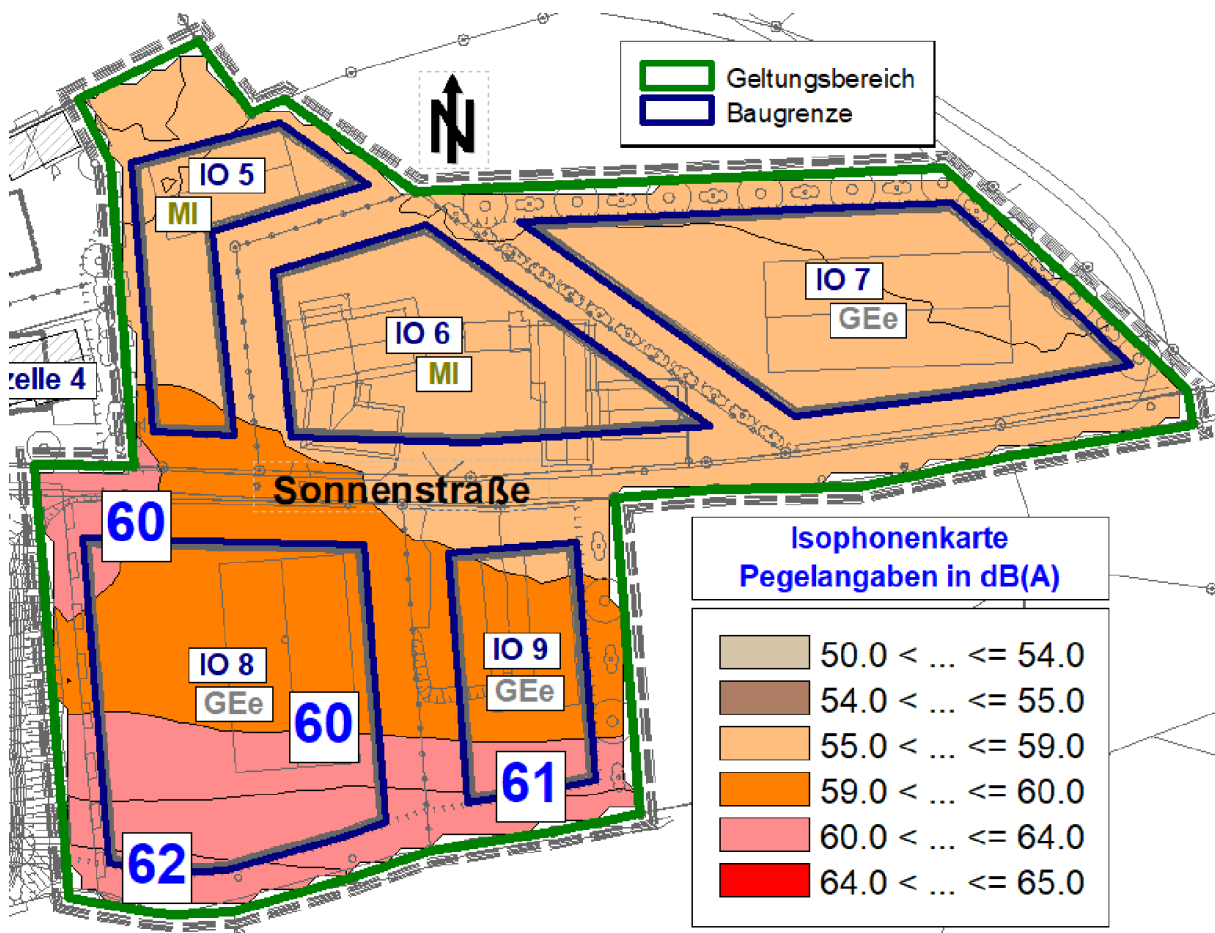 Geltungsbereich
Baugrenze
N
IO 5
MI
IO 7
GEe
IO 6
MI
zelle 4
Sonnenstraße
60
Isophonenkarte
Pegelangaben in dB(A)
IO 8
GEe
IO 9
GEe
60
61
62
50.0 < ... <= 54.0
54.0 < ... <= 55.0
55.0 < ... <= 59.0
59.0 < ... <= 60.0
60.0 < ... <= 64.0
64.0 < ... <= 65.0